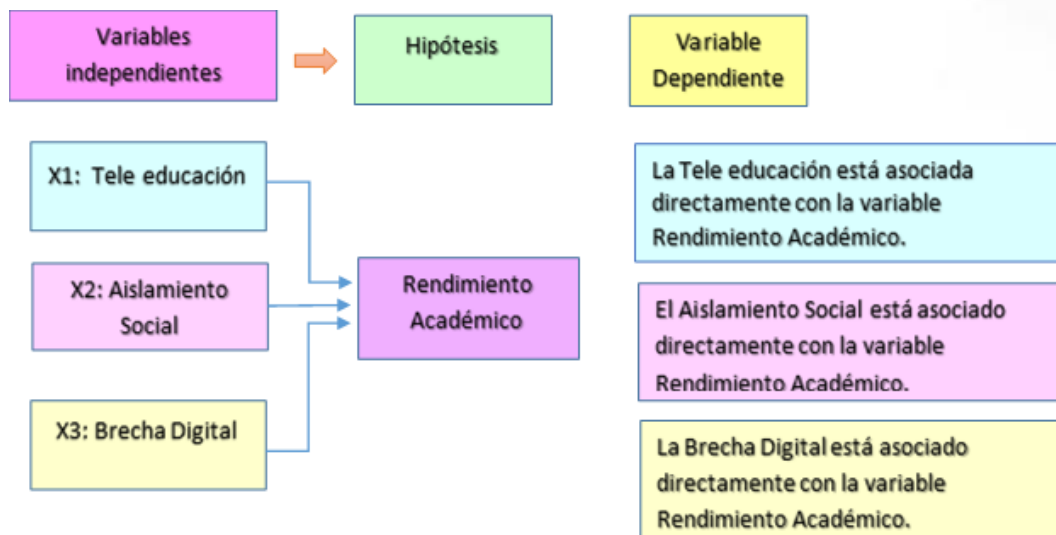 Variables
independientes
Hipótesis
Variable
Dependiente
X1: Tele educación
X2: Aislamiento
Social
X3: Brecha Digital
Rendimiento
Académico
La Tele educación está asociada
directamente con la variable
Rendimiento Académico.
El Aislamiento Social está asociado
directamente con la variable
Rendimiento Académico.
La Brecha Digital está asociado
directamente con la variable
Rendimiento Académico.